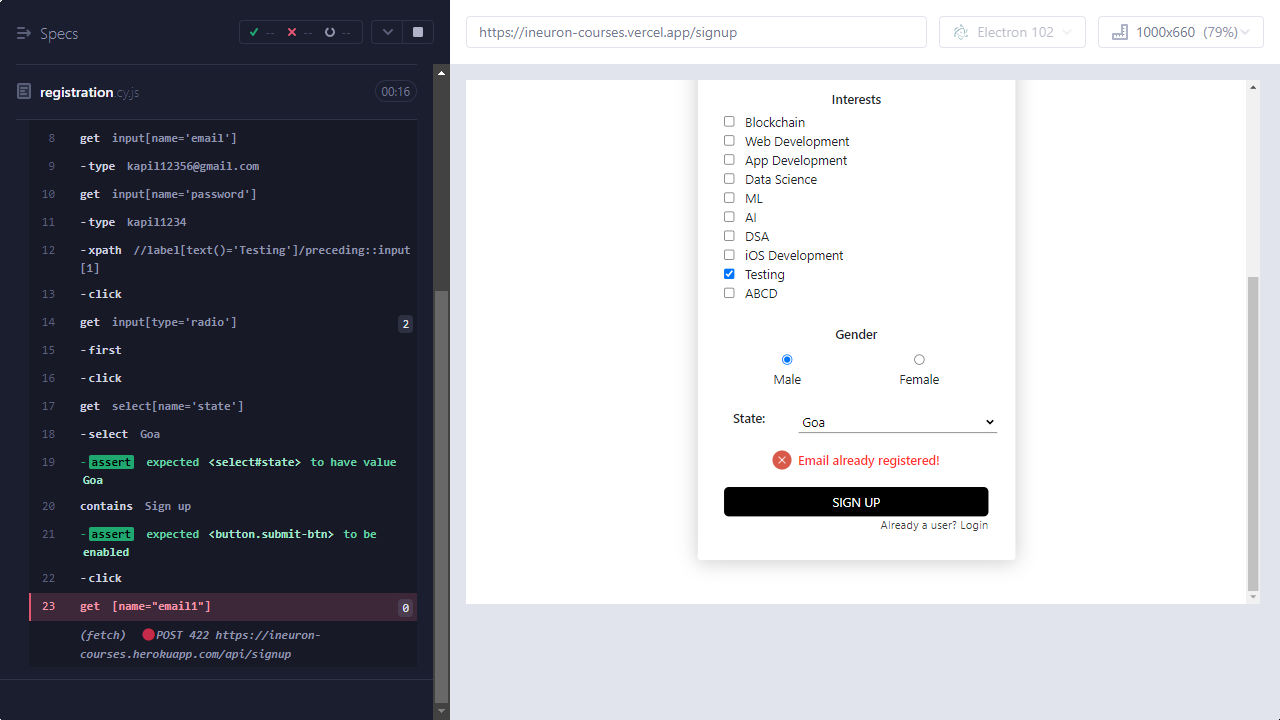 Specs
--
--
--
https://ineuron-courses.vercel.app/signup
Electron 102
1000x660 (79%)
registration.cy.js
00:16
8 get input[name='email']
9 -type kapil12356@gmail.com
10 get input[name='password']
11 -type kapil1234
12 -xpath //label[text()='Testing']/preceding::input
[1]
13 -click
14 get input[type='radio'] 2
15 -first
16 -click
17 get select[name='state']
18 -select Goa
19 -assert expected <select#state> to have value
Goa
20 contains Sign up
21 -assert expected <button.submit-btn> to be
enabled
22 -click
23 get [name="email1"] 0
(fetch) POST 422 https://ineuron-
courses.herokuapp.com/api/signup
Interests
Blockchain
Web Development
App Development
Data Science
ML
AI
DSA
iOS Development
Testing
ABCD
Gender
Male Female
State: Goa
Email already registered!
SIGN UP
Already a user? Login